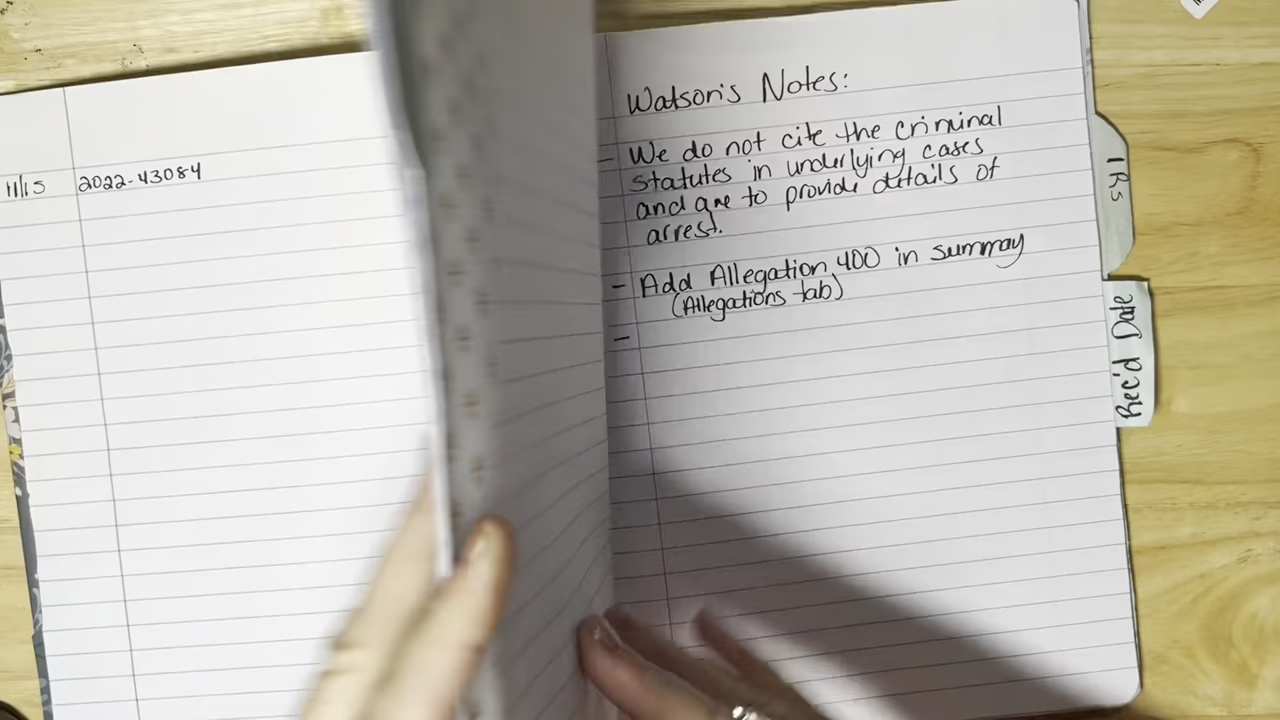 11/15 2022-43084
Watson's Notes:
- We do not cite the criminal
statutes in underlying cases
and are to provide details of
arrest.
- Add Allegation 400 in summay
(Allegations tab)
-
IRS
Rec'd Date